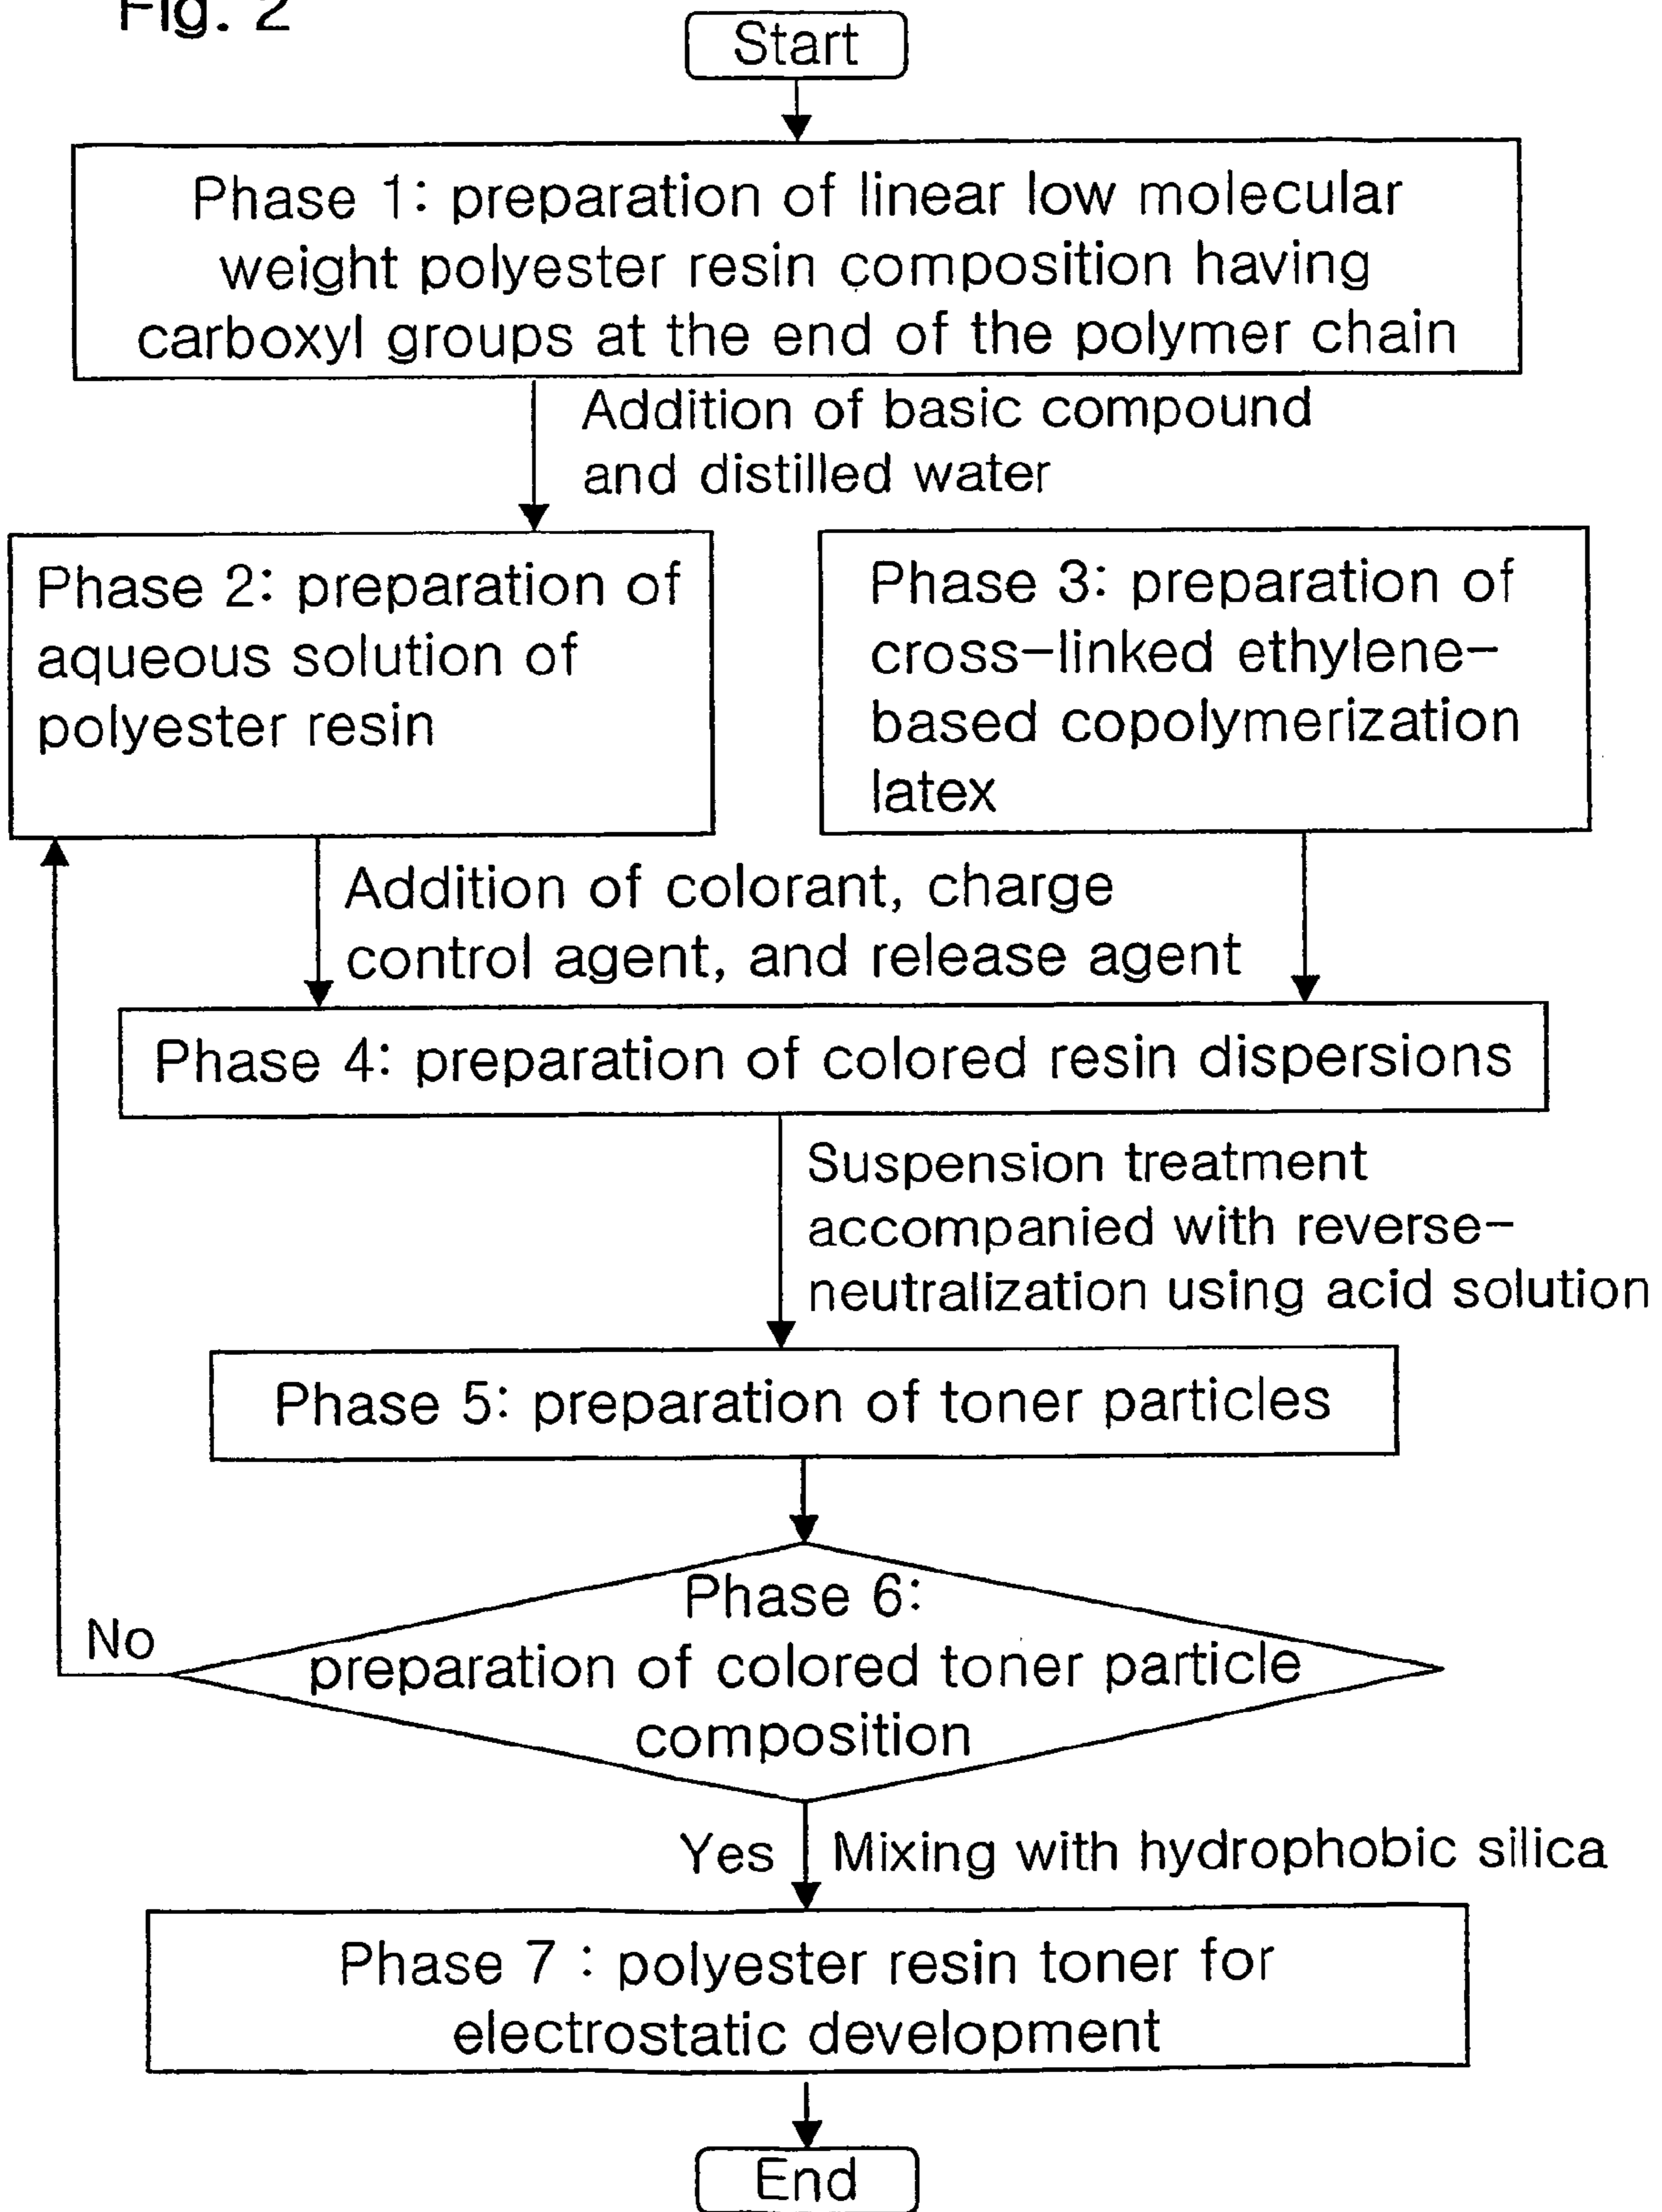 Fig. 2
Start
Phase 1: preparation of linear low molecular
weight polyester resin composition having
carboxyl groups at the end of the polymer chain
Addition of basic compound
and distilled water
Phase 2: preparation of
aqueous solution of
polyester resin
Phase 3: preparation of
cross-linked ethylene-
based copolymerization
latex
Addition of colorant, charge
control agent, and release agent
Phase 4: preparation of colored resin dispersions
Suspension treatment
accompanied with reverse-
neutralization using acid solution
Phase 5: preparation of toner particles
Phase 6:
preparation of colored toner particle
composition
No
Yes
Mixing with hydrophobic silica
Phase 7 : polyester resin toner for
electrostatic development
End